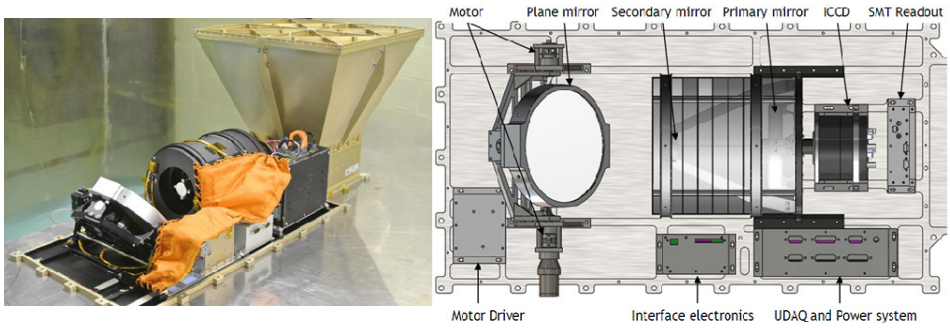 Motor
Plane mirror
Secondary mirror
Primary mirror
ICCD
SMT Readout
Motor Driver
Interface electronics
UDAQ and Power system